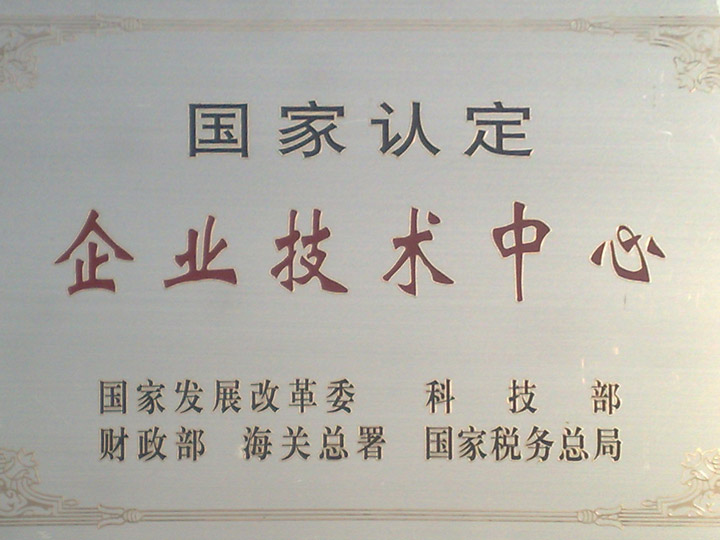 国家认定
企业技术中心
国家发展改革委 科技部
财政部 海关总署 国家税务总局